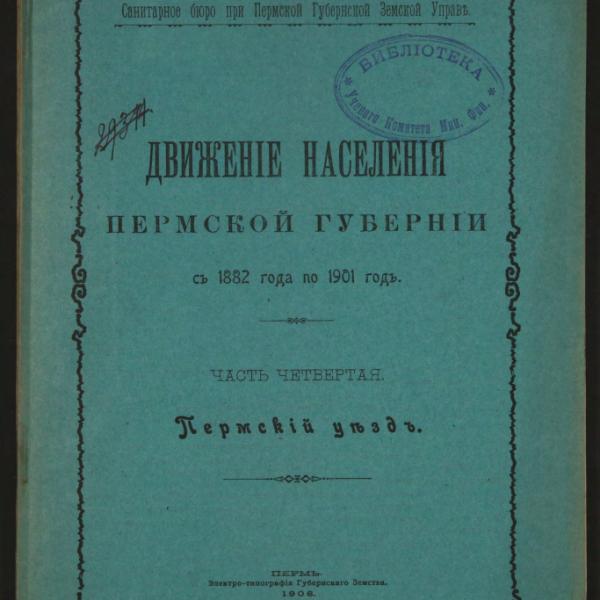 Санитарное бюро при Пермской Губернской Земской Управѣ.
БИБЛІОТЕКА
* Ученаго Комитета Мин. Фин. *
29374
ДВИЖЕНІЕ НАСЕЛЕНІЯ
ПЕРМСКОЙ ГУБЕРНІИ
съ 1882 года по 1901 годъ.
ЧАСТЬ ЧЕТВЕРТАЯ.
Пермскій уѣздъ.
ПЕРМЬ.
Электро-типографія Губернскаго Земства.
1906.